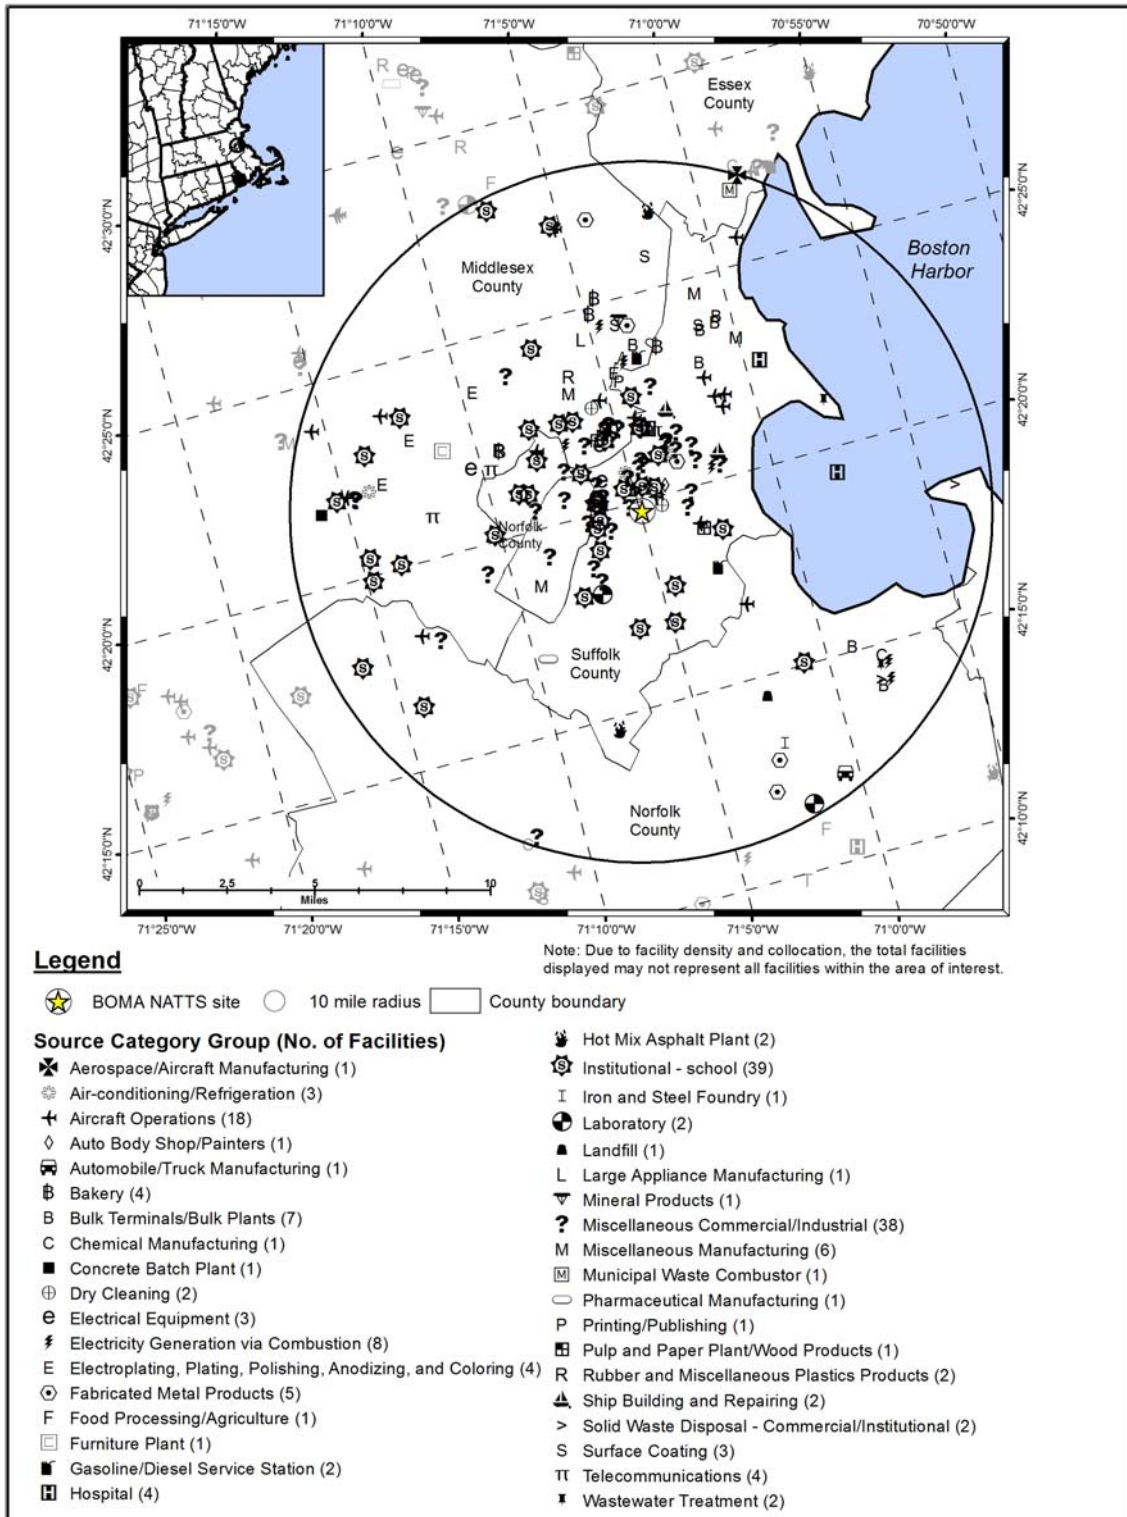 71°15'0"W 71°10'0"W 71°5'0"W 71°0'0"W 70°55'0"W 70°50'0"W
Essex
County
42°30'0"N
42°25'0"N
Boston
Harbor
Middlesex
County
42°25'0"N
42°20'0"N
Norfolk
County
42°20'0"N
42°15'0"N
Suffolk
County
Norfolk
County
42°15'0"N
42°10'0"N
0 2.5 5 10
Miles
71°25'0"W 71°20'0"W 71°15'0"W 71°10'0"W 71°5'0"W 71°0'0"W
Note: Due to facility density and collocation, the total facilities
displayed may not represent all facilities within the area of interest.
Legend
BOMA NATTS site 10 mile radius County boundary
Source Category Group (No. of Facilities)
Aerospace/Aircraft Manufacturing (1)
Air-conditioning/Refrigeration (3)
Aircraft Operations (18)
Auto Body Shop/Painters (1)
Automobile/Truck Manufacturing (1)
Bakery (4)
B Bulk Terminals/Bulk Plants (7)
C Chemical Manufacturing (1)
Concrete Batch Plant (1)
Dry Cleaning (2)
e Electrical Equipment (3)
Electricity Generation via Combustion (8)
E Electroplating, Plating, Polishing, Anodizing, and Coloring (4)
Fabricated Metal Products (5)
F Food Processing/Agriculture (1)
Furniture Plant (1)
Gasoline/Diesel Service Station (2)
H Hospital (4)
Hot Mix Asphalt Plant (2)
S Institutional - school (39)
I Iron and Steel Foundry (1)
Laboratory (2)
Landfill (1)
L Large Appliance Manufacturing (1)
Mineral Products (1)
? Miscellaneous Commercial/Industrial (38)
M Miscellaneous Manufacturing (6)
M Municipal Waste Combustor (1)
Pharmaceutical Manufacturing (1)
P Printing/Publishing (1)
Pulp and Paper Plant/Wood Products (1)
R Rubber and Miscellaneous Plastics Products (2)
Ship Building and Repairing (2)
> Solid Waste Disposal - Commercial/Institutional (2)
S Surface Coating (3)
π Telecommunications (4)
Wastewater Treatment (2)